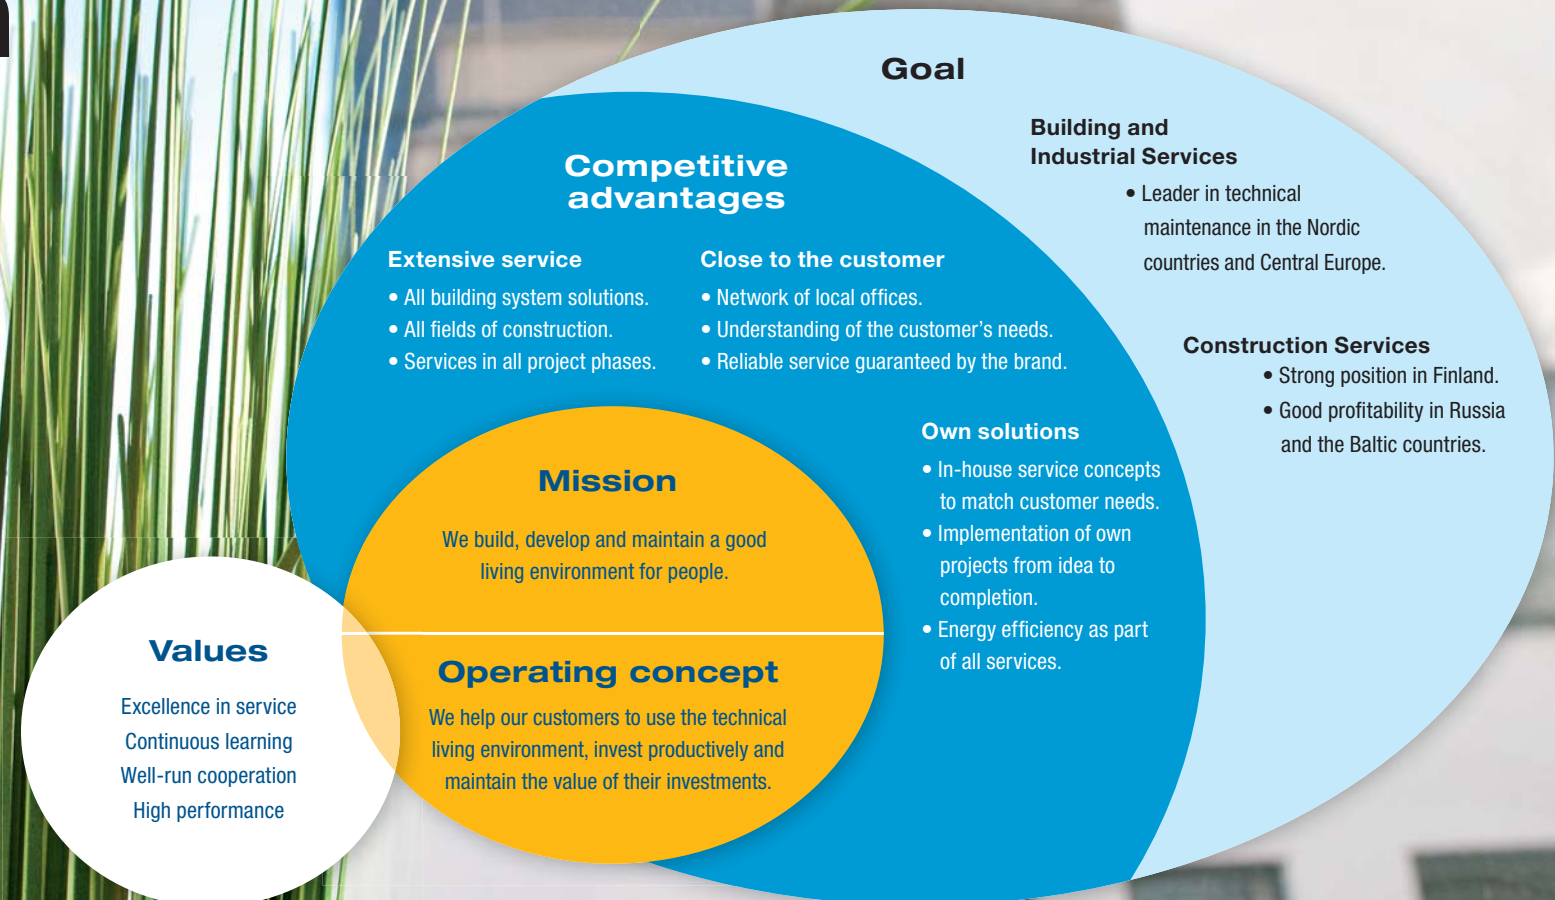 Goal
Building and
Industrial Services
• Leader in technical
maintenance in the Nordic
countries and Central Europe.
Construction Services
• Strong position in Finland.
• Good profitability in Russia
and the Baltic countries.
Competitive
advantages
Extensive service
• All building system solutions.
• All fields of construction.
• Services in all project phases.
Close to the customer
• Network of local offices.
• Understanding of the customer’s needs.
• Reliable service guaranteed by the brand.
Own solutions
• In-house service concepts
to match customer needs.
• Implementation of own
projects from idea to
completion.
• Energy efficiency as part
of all services.
Mission
We build, develop and maintain a good
living environment for people.
Operating concept
We help our customers to use the technical
living environment, invest productively and
maintain the value of their investments.
Values
Excellence in service
Continuous learning
Well-run cooperation
High performance